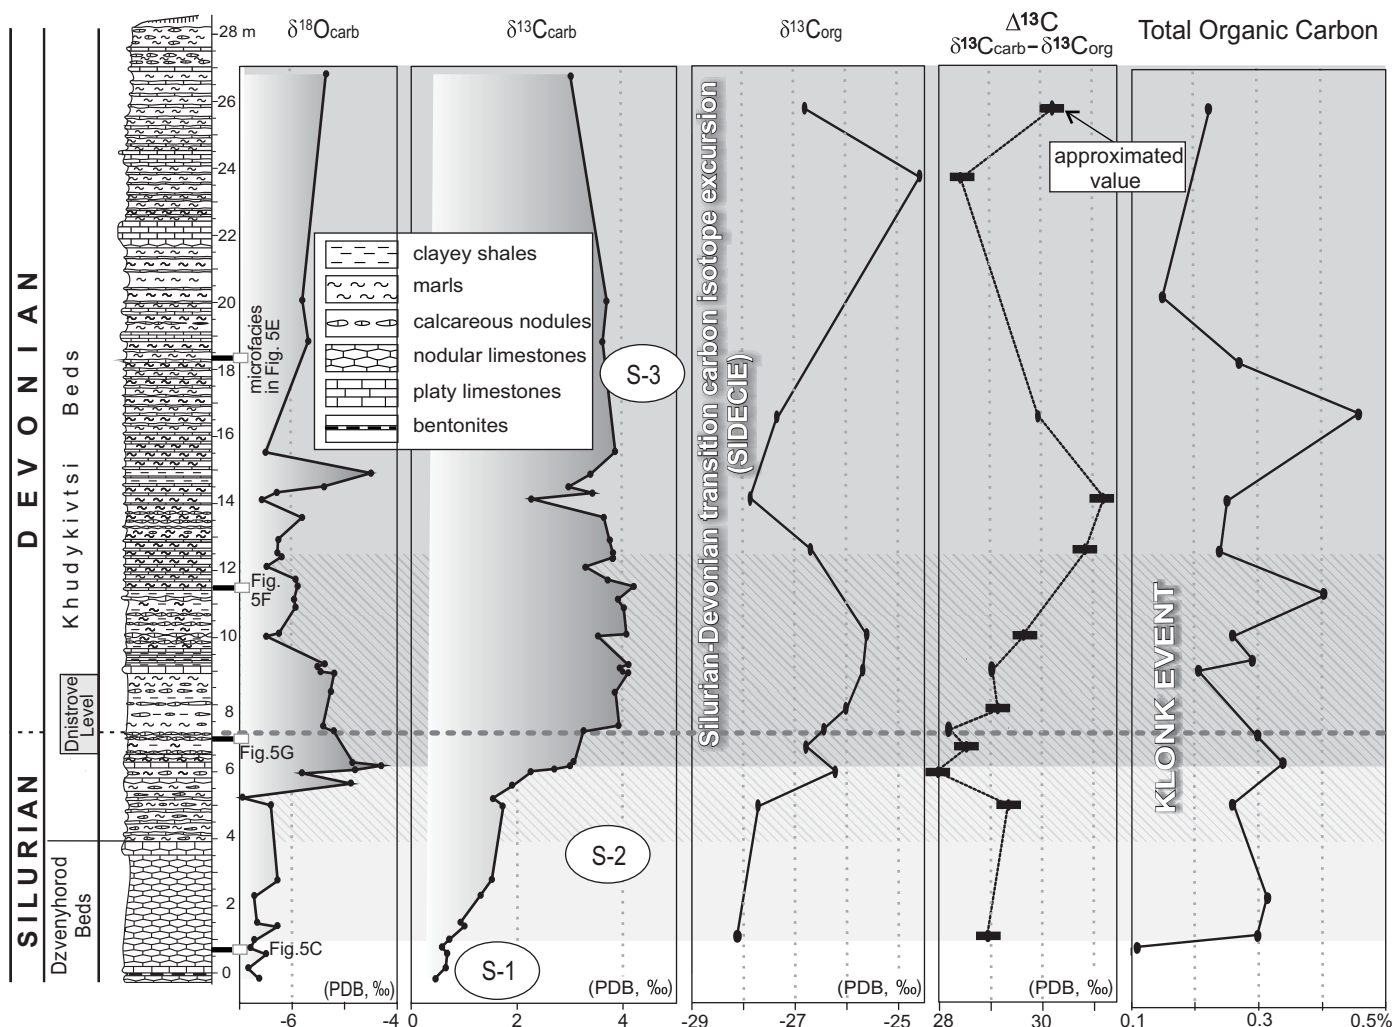 28 m
δ¹⁸Ocarb
δ¹³Ccarb
δ¹³Corg
Δ¹³C
δ¹³Ccarb–δ¹³Corg
Total Organic Carbon
DEVONIAN
SILURIAN
Khudykivtsi Beds
Dnistrove
Level
Dzvenyhorod
Beds
26
24
22
20
18
16
14
12
10
8
6
4
2
0
microfacies
in Fig. 5E
Fig.
5F
Fig.5G
Fig.5C
clayey shales
marls
calcareous nodules
nodular limestones
platy limestones
bentonites
S-3
S-2
S-1
Silurian-Devonian transition carbon isotope excursion
(SIDECIE)
approximated
value
KLONK EVENT
(PDB, ‰)
(PDB, ‰)
(PDB, ‰)
(PDB, ‰)
-6
-4
0
2
4
-29
-27
-25
28
30
0.1
0.3
0.5%